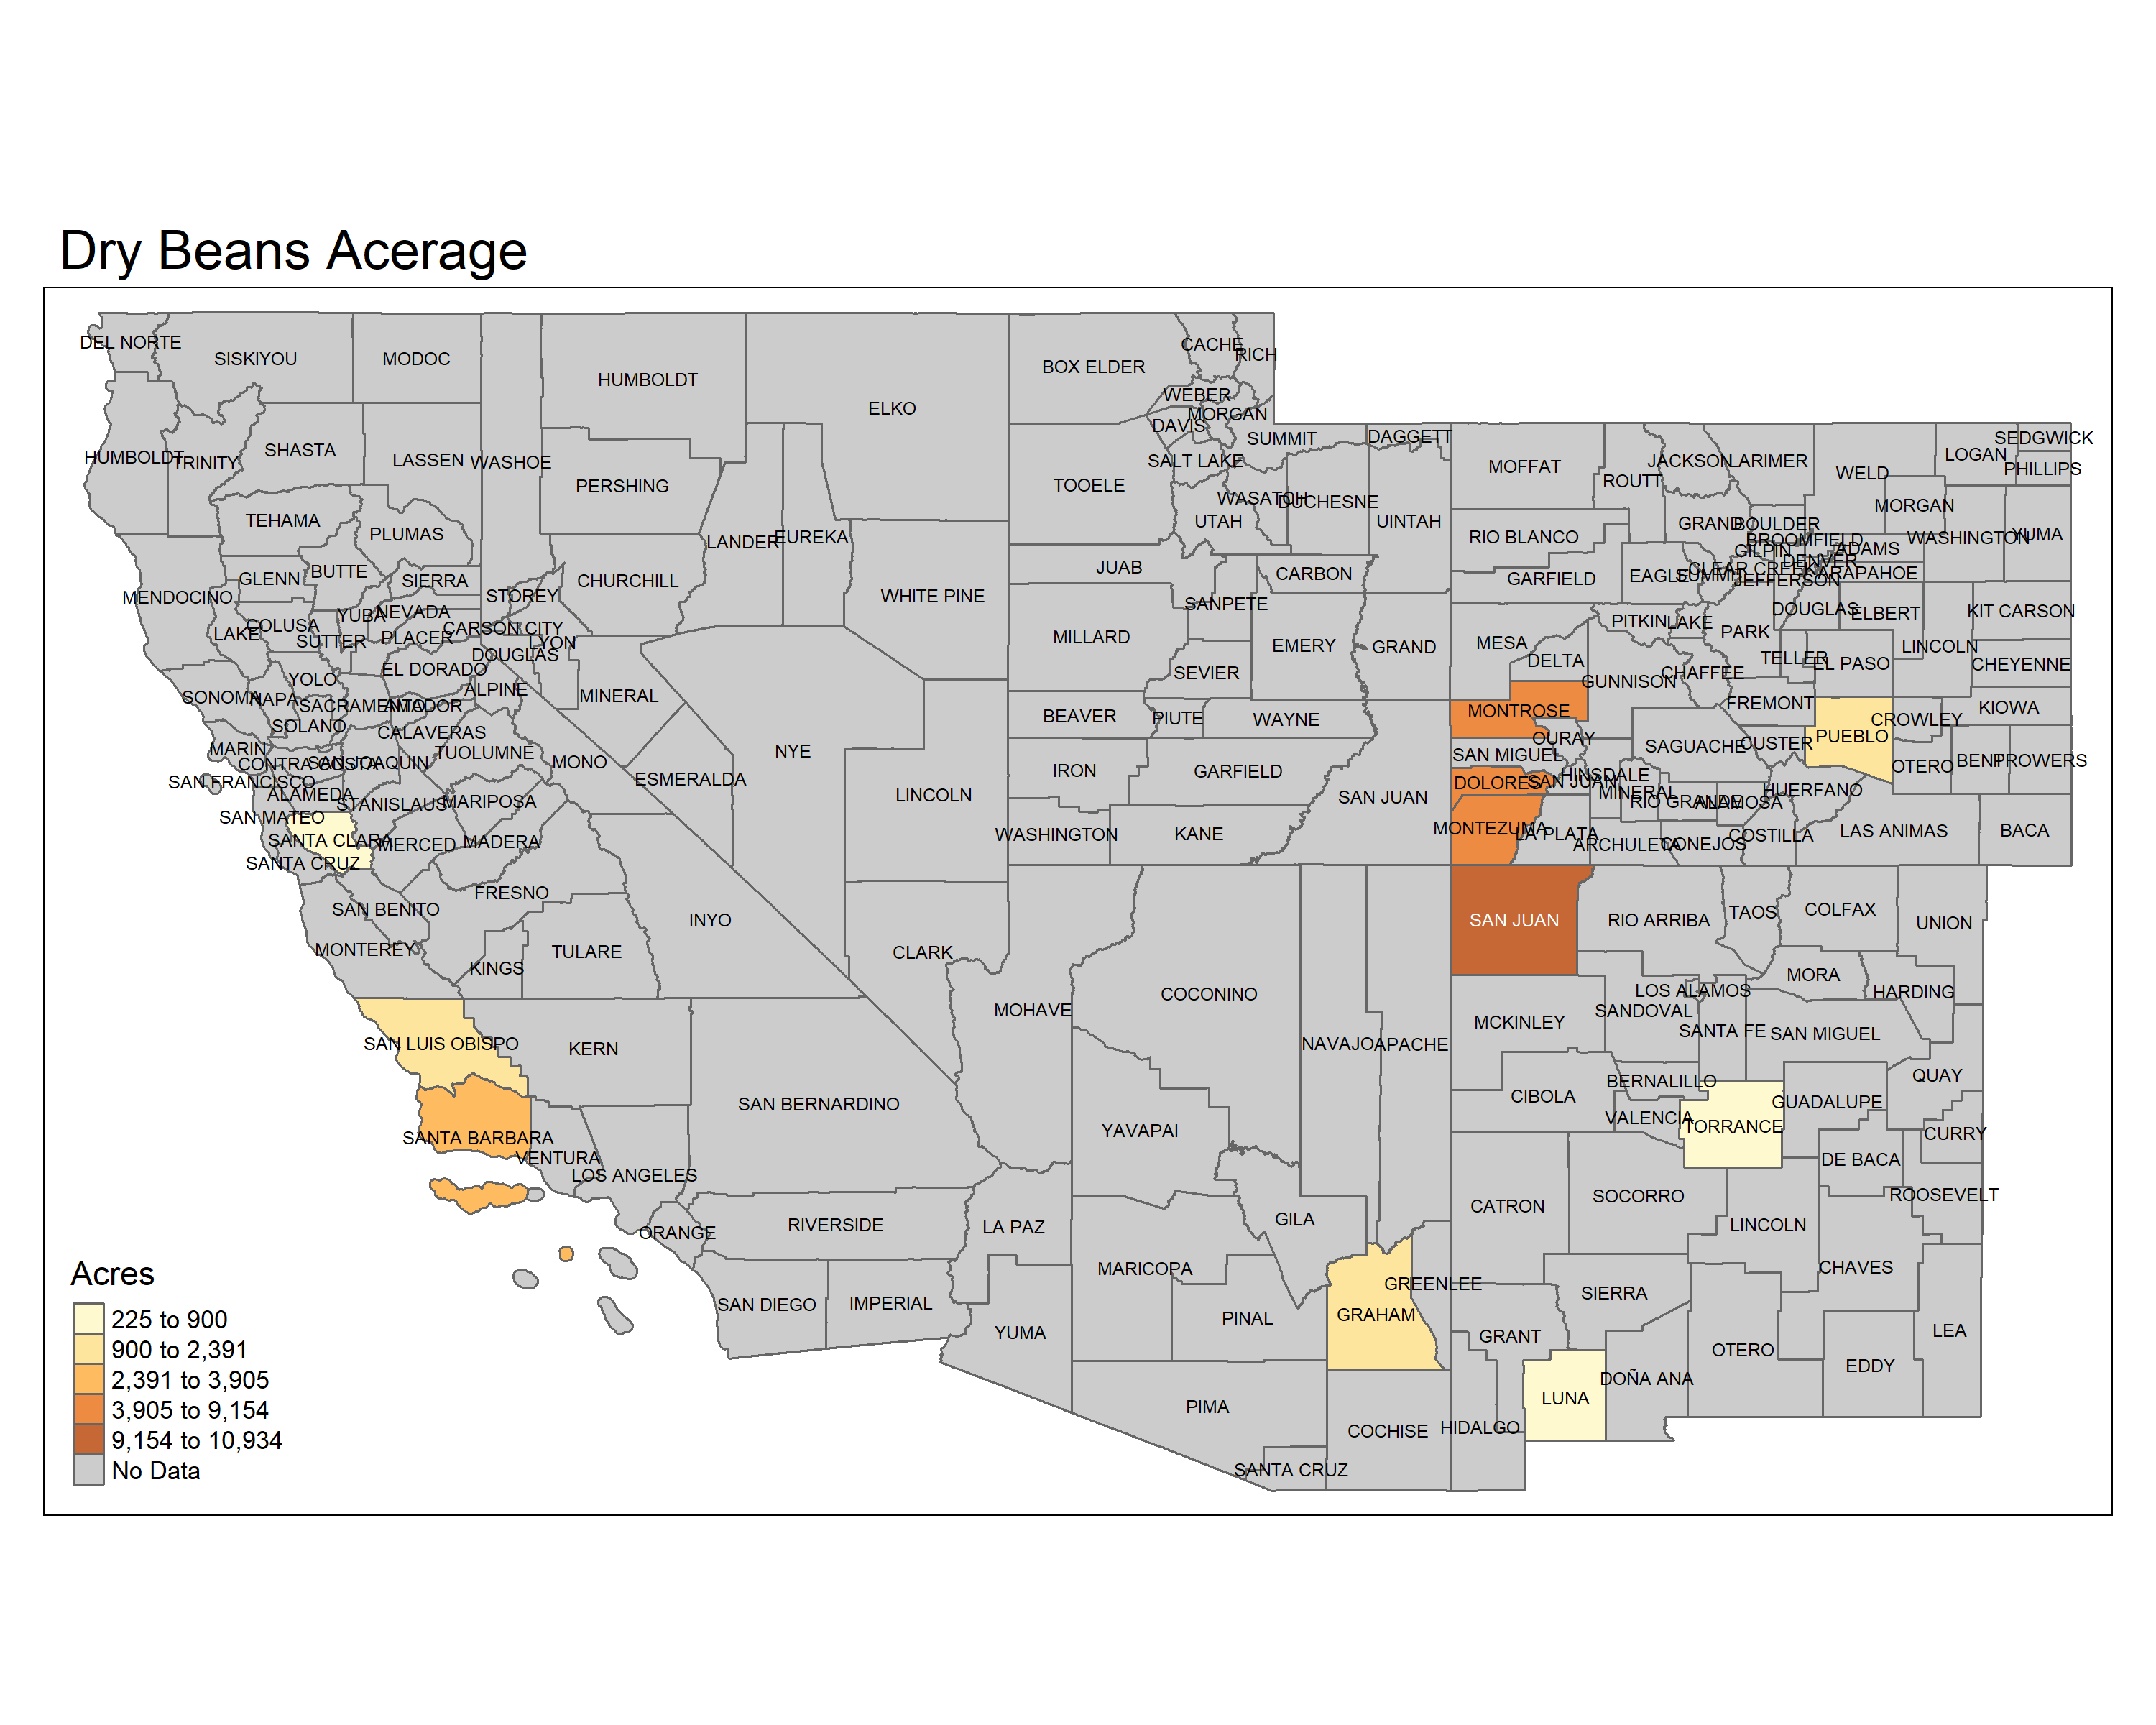 Dry Beans Acerage
DEL NORTE
SISKIYOU
MODOC
HUMBOLDT
ELKO
BOX ELDER
CACHE
RICH
WEBER
MORGAN
DAVIS
SUMMIT
DAGGETT
HUMBOLDT
TRINITY
SHASTA
LASSEN
WASHOE
PERSHING
TOOELE
SALT LAKE
WASATCH
DUCHESNE
UTAH
UINTAH
MOFFAT
ROUTT
JACKSON
LARIMER
WELD
LOGAN
SEDGWICK
PHILLIPS
MORGAN
TEHAMA
PLUMAS
LANDER
EUREKA
RIO BLANCO
GRAND
BOULDER
BROOMFIELD
GILPIN
ADAMS
DENVER
WASHINGTON
YUMA
GLENN
BUTTE
SIERRA
CHURCHILL
WHITE PINE
JUAB
CARBON
GARFIELD
EAGLE
SUMMIT
CLEAR CREEK
JEFFERSON
ARAPAHOE
MENDOCINO
STOREY
LAKE
COLUSA
YUBA
NEVADA
SUTTER
PLACER
CARSON CITY
LYON
DOUGLAS
SANPETE
MILLARD
EMERY
GRAND
MESA
PITKIN
LAKE
PARK
DOUGLAS
ELBERT
KIT CARSON
LINCOLN
YOLO
EL DORADO
ALPINE
MINERAL
SEVIER
DELTA
GUNNISON
CHAFFEE
TELLER
EL PASO
CHEYENNE
SONOMA
NAPA
SACRAMENTO
AMADOR
SOLANO
CALAVERAS
BEAVER
PIUTE
WAYNE
MONTROSE
FREMONT
CROWLEY
KIOWA
MARIN
CONTRA COSTA
SAN JOAQUIN
TUOLUMNE
MONO
NYE
OURAY
SAN MIGUEL
SAGUACHE
CUSTER
PUEBLO
OTERO
BENT
PROWERS
SAN FRANCISCO
ALAMEDA
STANISLAUS
MARIPOSA
ESMERALDA
LINCOLN
IRON
GARFIELD
SAN JUAN
DOLORES
SAN JUAN
HINSDALE
MINERAL
RIO GRANDE
ALAMOSA
HUERFANO
SAN MATEO
SANTA CLARA
MERCED
MADERA
SANTA CRUZ
WASHINGTON
KANE
MONTEZUMA
LA PLATA
ARCHULETA
CONEJOS
COSTILLA
LAS ANIMAS
BACA
SAN BENITO
FRESNO
INYO
MONTEREY
KINGS
TULARE
CLARK
SAN JUAN
RIO ARRIBA
TAOS
COLFAX
UNION
MOHAVE
COCONINO
NAVAJO
APACHE
MCKINLEY
LOS ALAMOS
SANDOVAL
SANTA FE
MORA
HARDING
SAN MIGUEL
SAN LUIS OBISPO
KERN
SAN BERNARDINO
YAVAPAI
CIBOLA
BERNALILLO
VALENCIA
TORRANCE
GUADALUPE
QUAY
CURRY
SANTA BARBARA
VENTURA
LOS ANGELES
DE BACA
ROOSEVELT
ORANGE
RIVERSIDE
LA PAZ
GILA
CATRON
SOCORRO
LINCOLN
CHAVES
SAN DIEGO
IMPERIAL
MARICOPA
YUMA
PINAL
GRAHAM
GREENLEE
SIERRA
GRANT
OTERO
LEA
EDDY
PIMA
COCHISE
HIDALGO
LUNA
DOÑA ANA
SANTA CRUZ
Acres
225 to 900
900 to 2,391
2,391 to 3,905
3,905 to 9,154
9,154 to 10,934
No Data